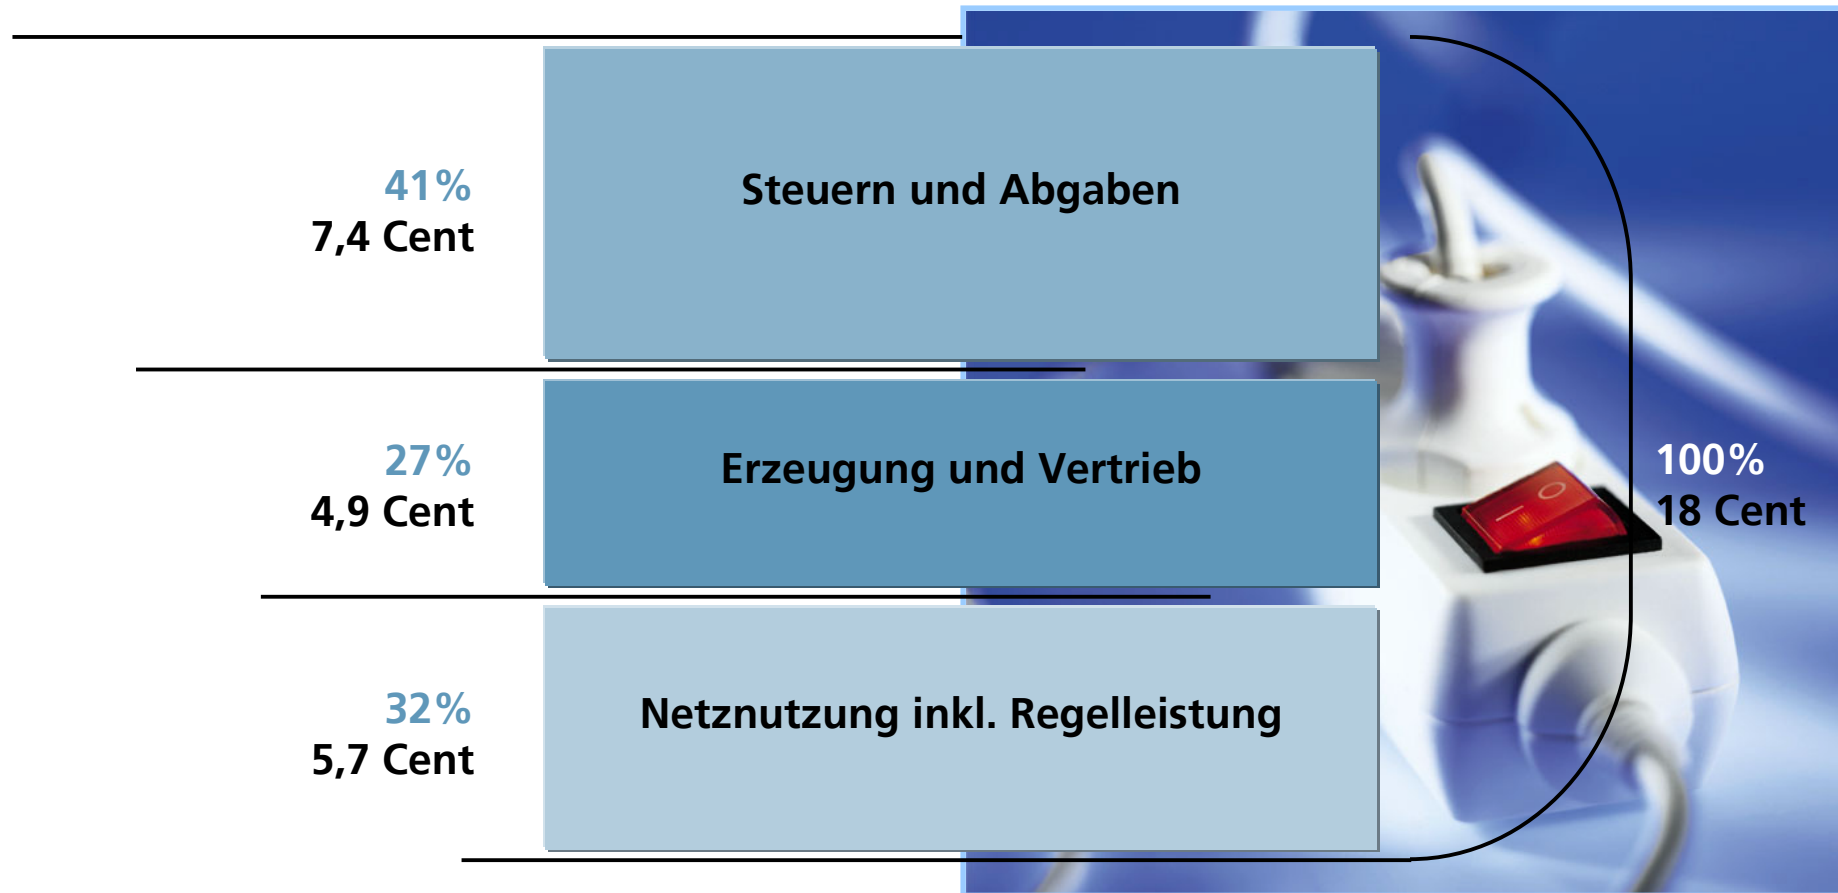 41%
7,4 Cent
Steuern und Abgaben
27%
4,9 Cent
Erzeugung und Vertrieb
100%
18 Cent
32%
5,7 Cent
Netznutzung inkl. Regelleistung